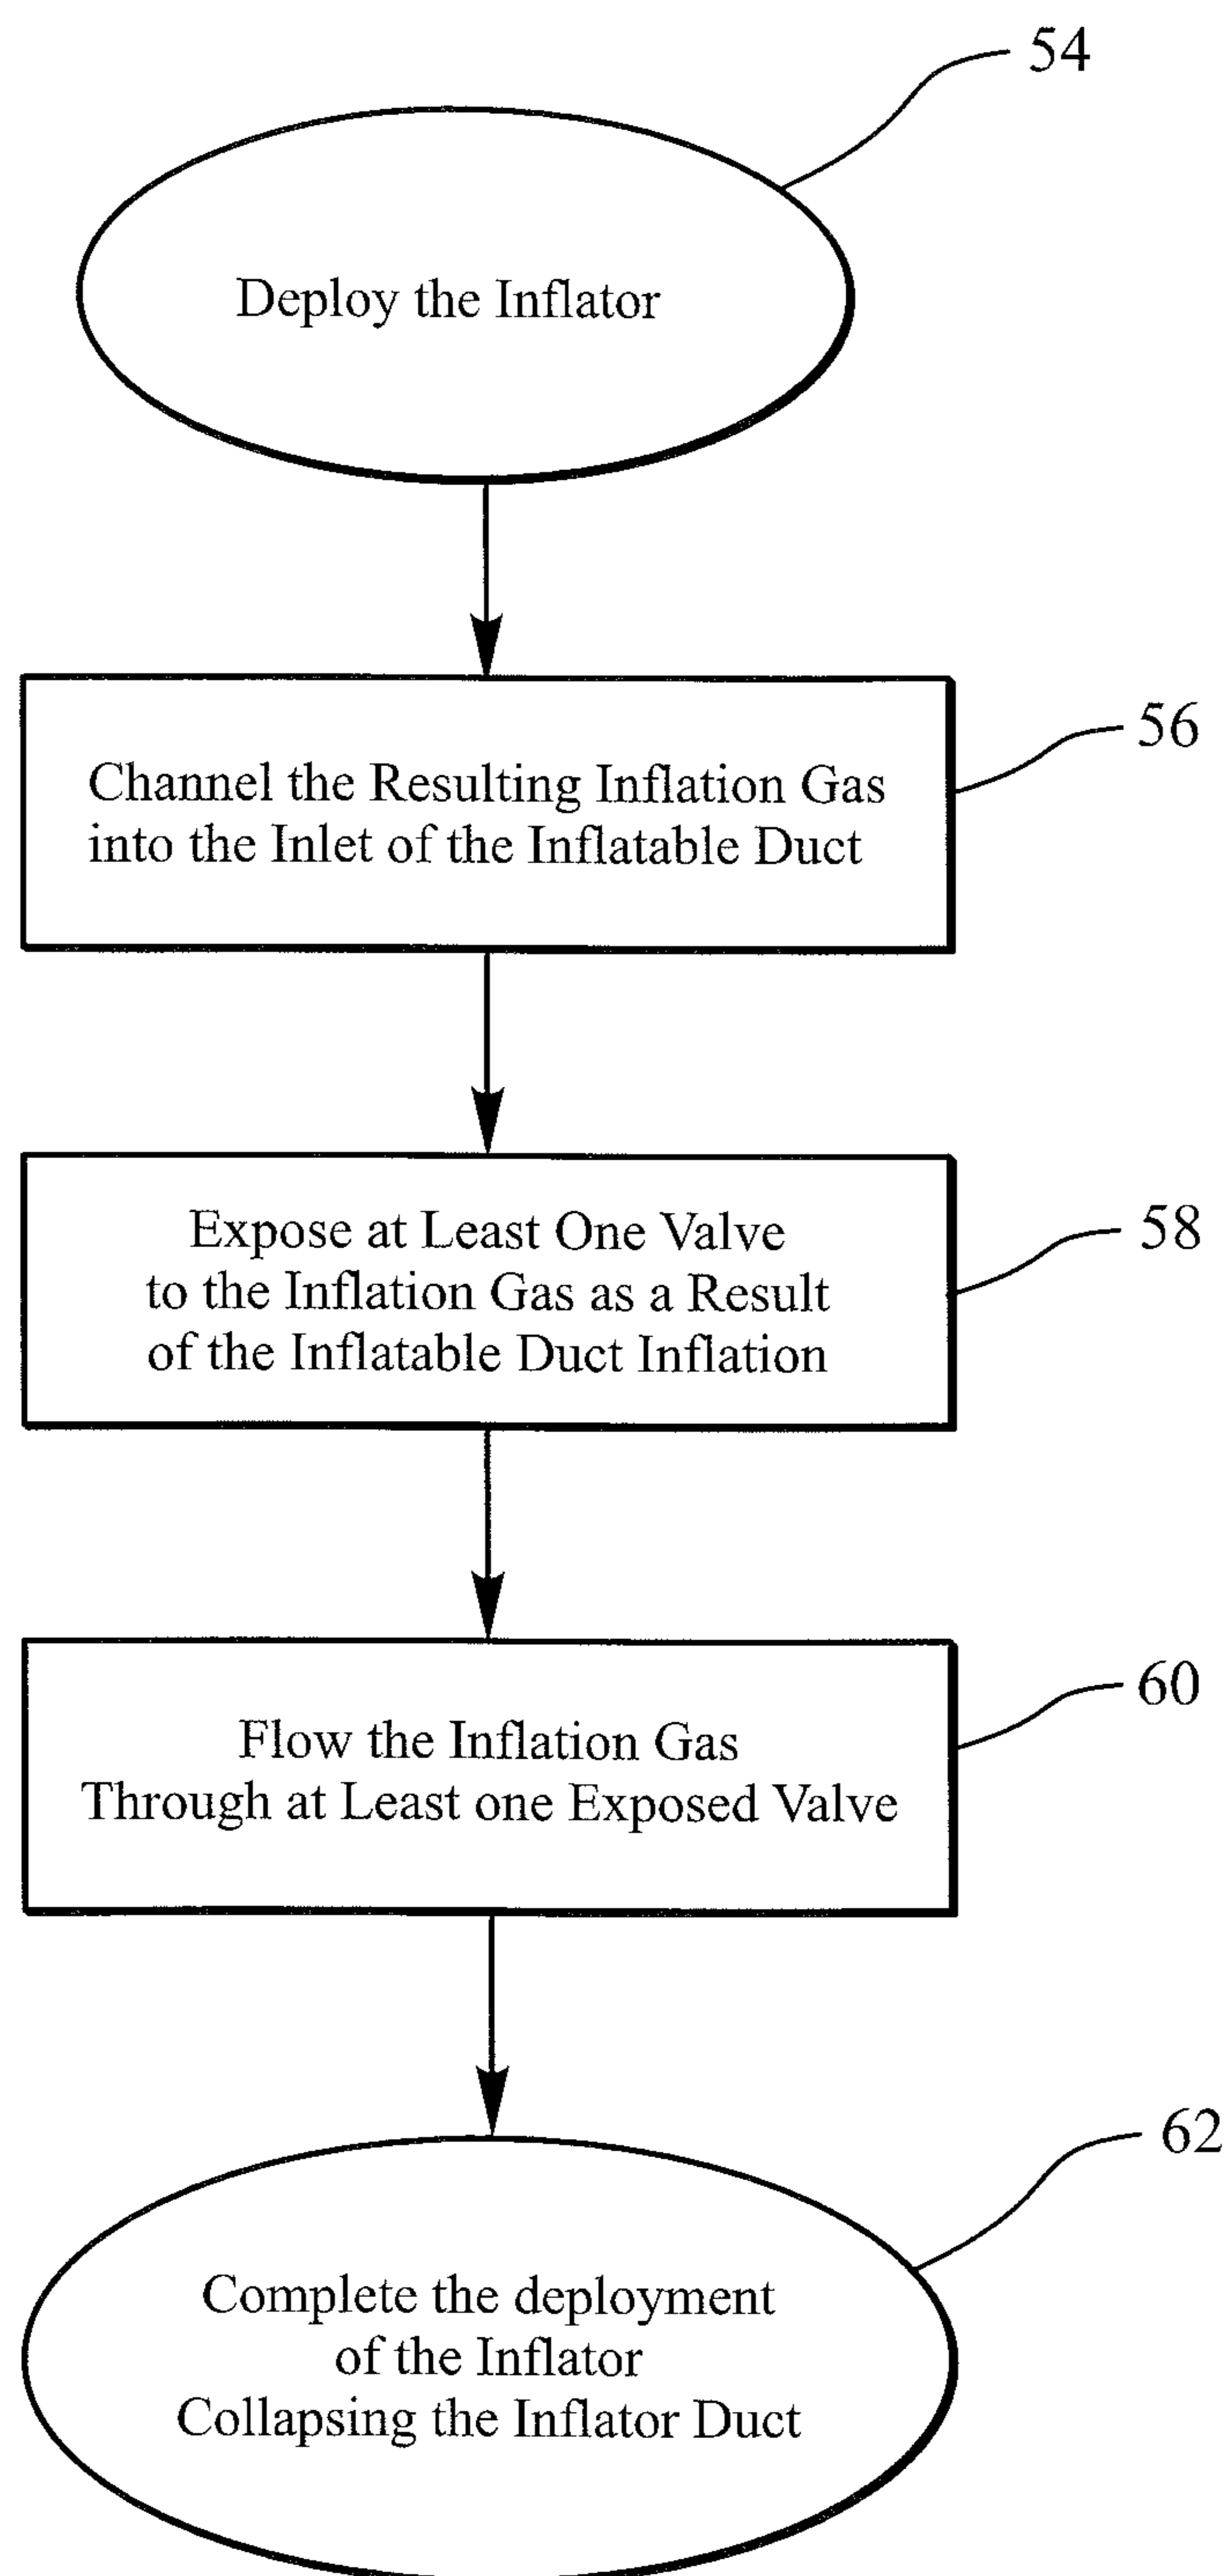 54
Deploy the Inflator
56
Channel the Resulting Inflation Gas
into the Inlet of the Inflatable Duct
58
Expose at Least One Valve
to the Inflation Gas as a Result
of the Inflatable Duct Inflation
60
Flow the Inflation Gas
Through at Least one Exposed Valve
62
Complete the deployment
of the Inflator
Collapsing the Inflator Duct